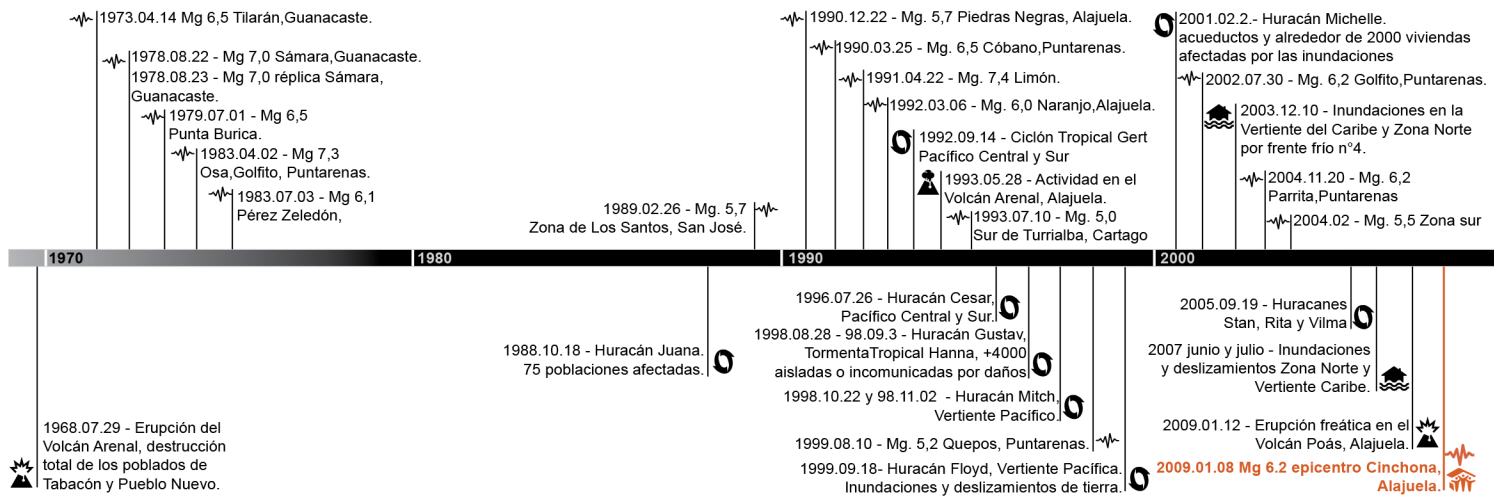 1973.04.14 Mg 6,5 Tilarán,Guanacaste.
1978.08.22 - Mg 7,0 Sámara,Guanacaste.
1978.08.23 - Mg 7,0 réplica Sámara,
Guanacaste.
1979.07.01 - Mg 6,5
Punta Burica.
1983.04.02 - Mg 7,3
Osa,Golfito, Puntarenas.
1983.07.03 - Mg 6,1
Pérez Zeledón,
1989.02.26 - Mg. 5,7
Zona de Los Santos, San José.
1990.12.22 - Mg. 5,7 Piedras Negras, Alajuela.
1990.03.25 - Mg. 6,5 Cóbano,Puntarenas.
1991.04.22 - Mg. 7,4 Limón.
1992.03.06 - Mg. 6,0 Naranjo,Alajuela.
1992.09.14 - Ciclón Tropical Gert
Pacífico Central y Sur
1993.05.28 - Actividad en el
Volcán Arenal, Alajuela.
1993.07.10 - Mg. 5,0
Sur de Turrialba, Cartago
2001.02.2.- Huracán Michelle.
acueductos y alrededor de 2000 viviendas
afectadas por las inundaciones
2002.07.30 - Mg. 6,2 Golfito,Puntarenas.
2003.12.10 - Inundaciones en la
Vertiente del Caribe y Zona Norte
por frente frío n°4.
2004.11.20 - Mg. 6,2
Parrita,Puntarenas
2004.02 - Mg. 5,5 Zona sur
1970
1980
1990
2000
1968.07.29 - Erupción del
Volcán Arenal, destrucción
total de los poblados de
Tabacón y Pueblo Nuevo.
1988.10.18 - Huracán Juana.
75 poblaciones afectadas.
1996.07.26 - Huracán Cesar,
Pacífico Central y Sur.
1998.08.28 - 98.09.3 - Huracán Gustav,
TormentaTropical Hanna, +4000
aisladas o incomunicadas por daños
1998.10.22 y 98.11.02 - Huracán Mitch,
Vertiente Pacífico.
1999.08.10 - Mg. 5,2 Quepos, Puntarenas.
1999.09.18- Huracán Floyd, Vertiente Pacífica.
Inundaciones y deslizamientos de tierra.
2005.09.19 - Huracanes
Stan, Rita y Vilma
2007 junio y julio - Inundaciones
y deslizamientos Zona Norte y
Vertiente Caribe.
2009.01.12 - Erupción freática en el
Volcán Poás, Alajuela.
2009.01.08 Mg 6.2 epicentro Cinchona,
Alajuela.